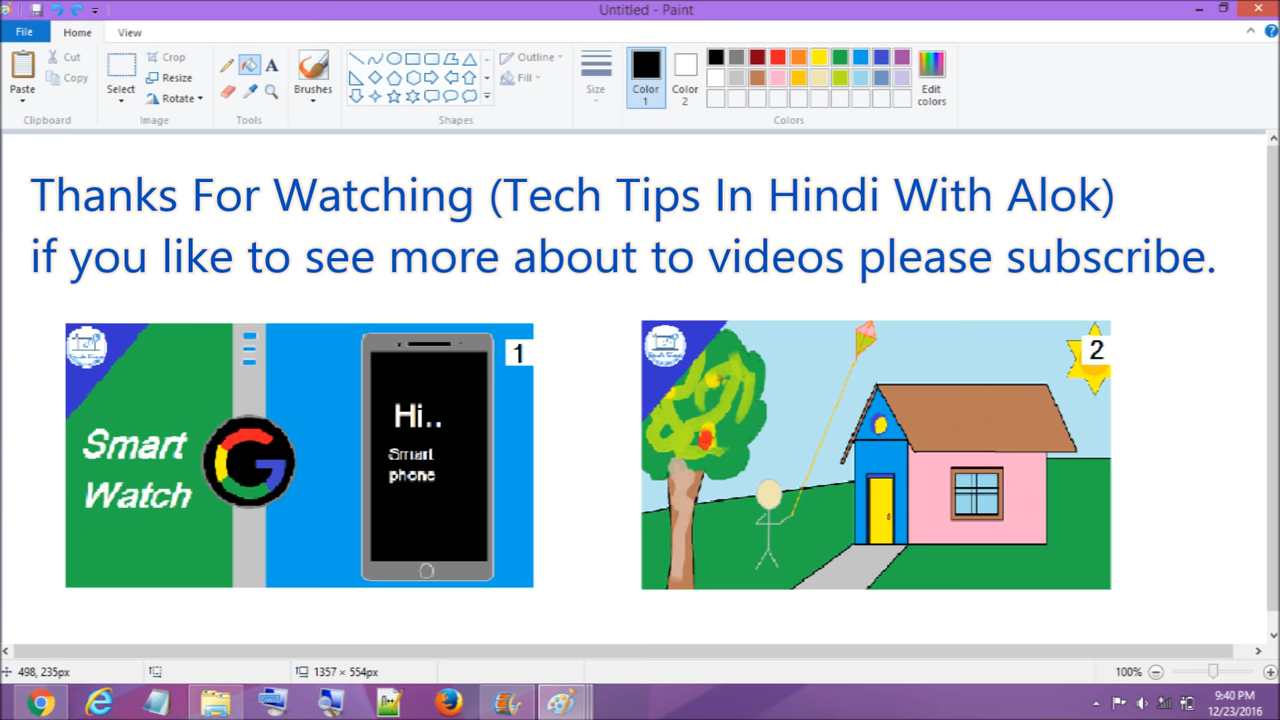 Untitled - Paint
File Home View
Paste
Cut
Copy
Clipboard
Select
Crop
Resize
Rotate
Image
Tools
Brushes
Shapes
Outline
Fill
Size
Color 1
Color 2
Edit colors
Colors
Thanks For Watching (Tech Tips In Hindi With Alok)
if you like to see more about to videos please subscribe.
1
Smart
Watch
Hi..
Smart
phone
2
498, 235px
1357 × 554px
100%
9:40 PM
12/23/2016